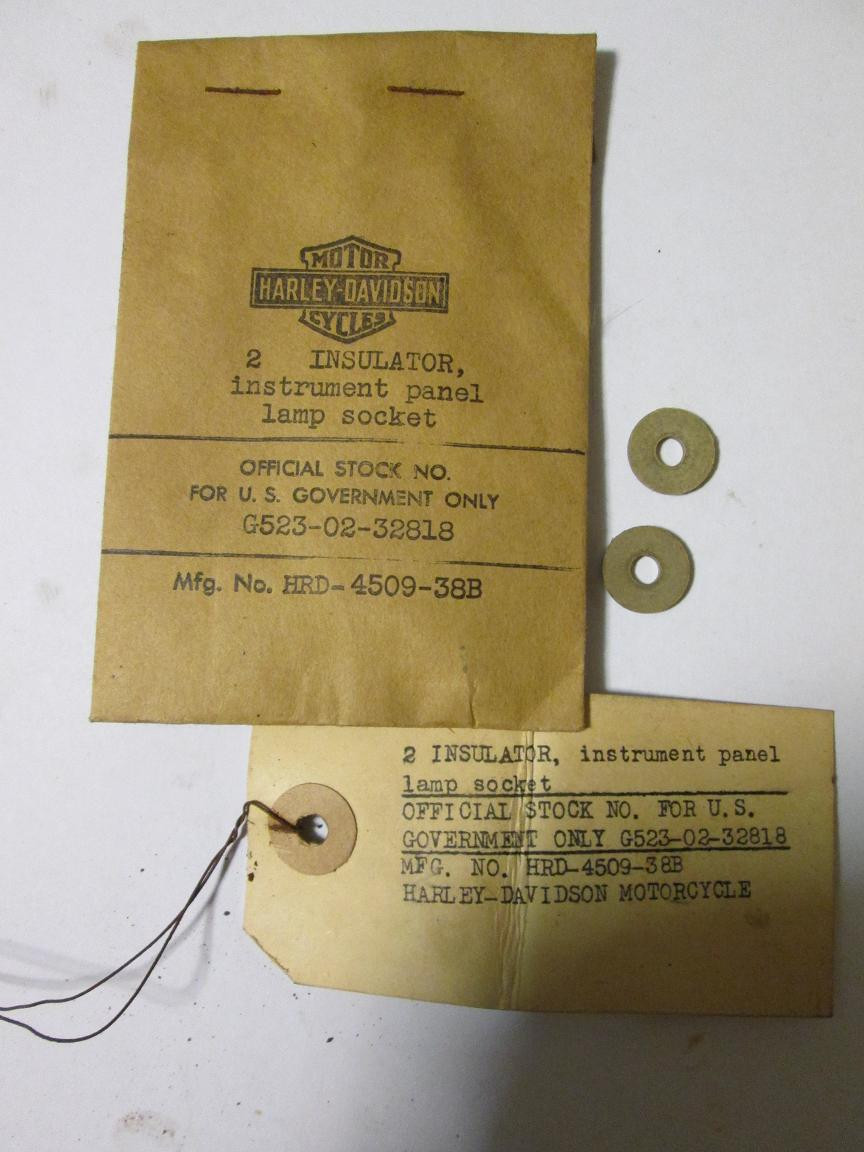 MOTOR
HARLEY-DAVIDSON
CYCLES
2 INSULATOR,
instrument panel
lamp socket
OFFICIAL STOCK NO.
FOR U. S. GOVERNMENT ONLY
G523-02-32818
Mfg. No. HRD-4509-38B
2 INSULATOR, instrument panel
lamp socket
OFFICIAL STOCK NO. FOR U.S.
GOVERNMENT ONLY G523-02-32818
MFG. NO. HRD-4509-38B
HARLEY-DAVIDSON MOTORCYCLE